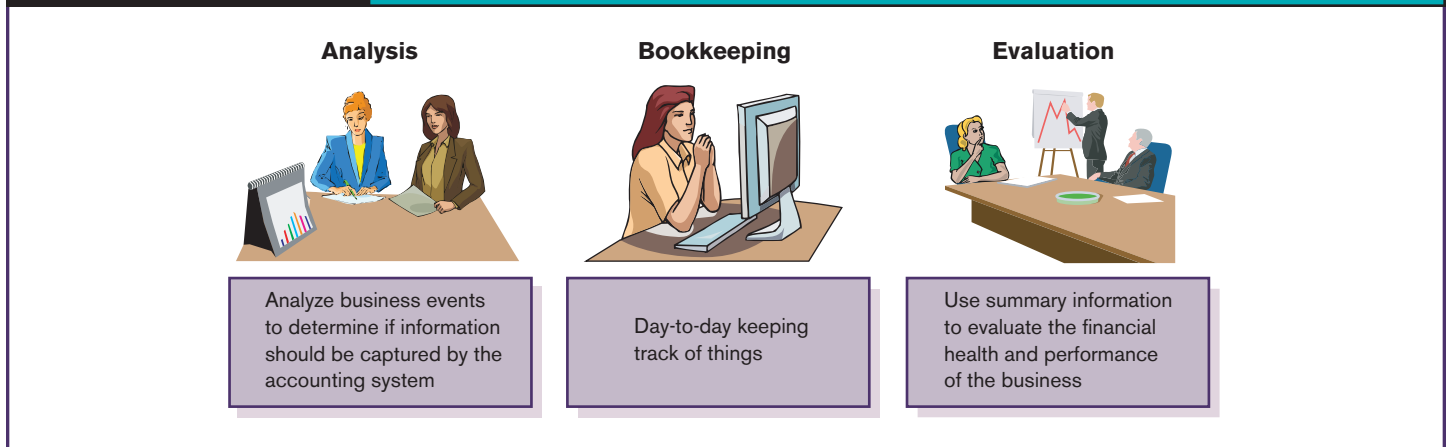 Analysis
Bookkeeping
Evaluation
Analyze business events
to determine if information
should be captured by the
accounting system
Day-to-day keeping
track of things
Use summary information
to evaluate the financial
health and performance
of the business